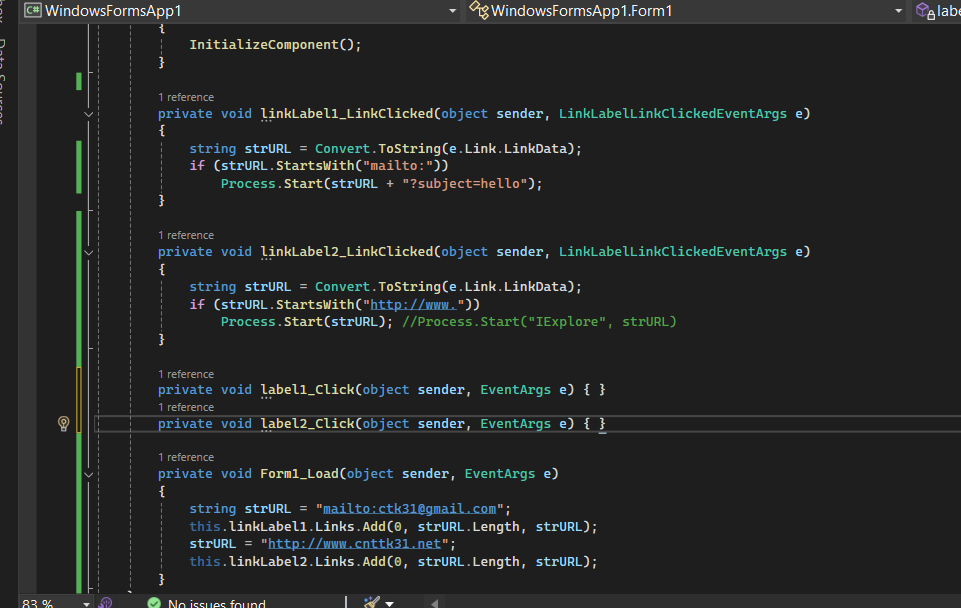 WindowsFormsApp1 WindowsFormsApp1.Form1 labe
Data Sources
{
InitializeComponent();
}
1 reference
private void linkLabel1_LinkClicked(object sender, LinkLabelLinkClickedEventArgs e)
{
string strURL = Convert.ToString(e.Link.LinkData);
if (strURL.StartsWith("mailto:"))
Process.Start(strURL + "?subject=hello");
}
1 reference
private void linkLabel2_LinkClicked(object sender, LinkLabelLinkClickedEventArgs e)
{
string strURL = Convert.ToString(e.Link.LinkData);
if (strURL.StartsWith("http://www."))
Process.Start(strURL); //Process.Start("IExplore", strURL)
}
1 reference
private void label1_Click(object sender, EventArgs e) { }
1 reference
private void label2_Click(object sender, EventArgs e) { }
1 reference
private void Form1_Load(object sender, EventArgs e)
{
string strURL = "mailto:ctk31@gmail.com";
this.linkLabel1.Links.Add(0, strURL.Length, strURL);
strURL = "http://www.cnttk31.net";
this.linkLabel2.Links.Add(0, strURL.Length, strURL);
}
83 % No issues found